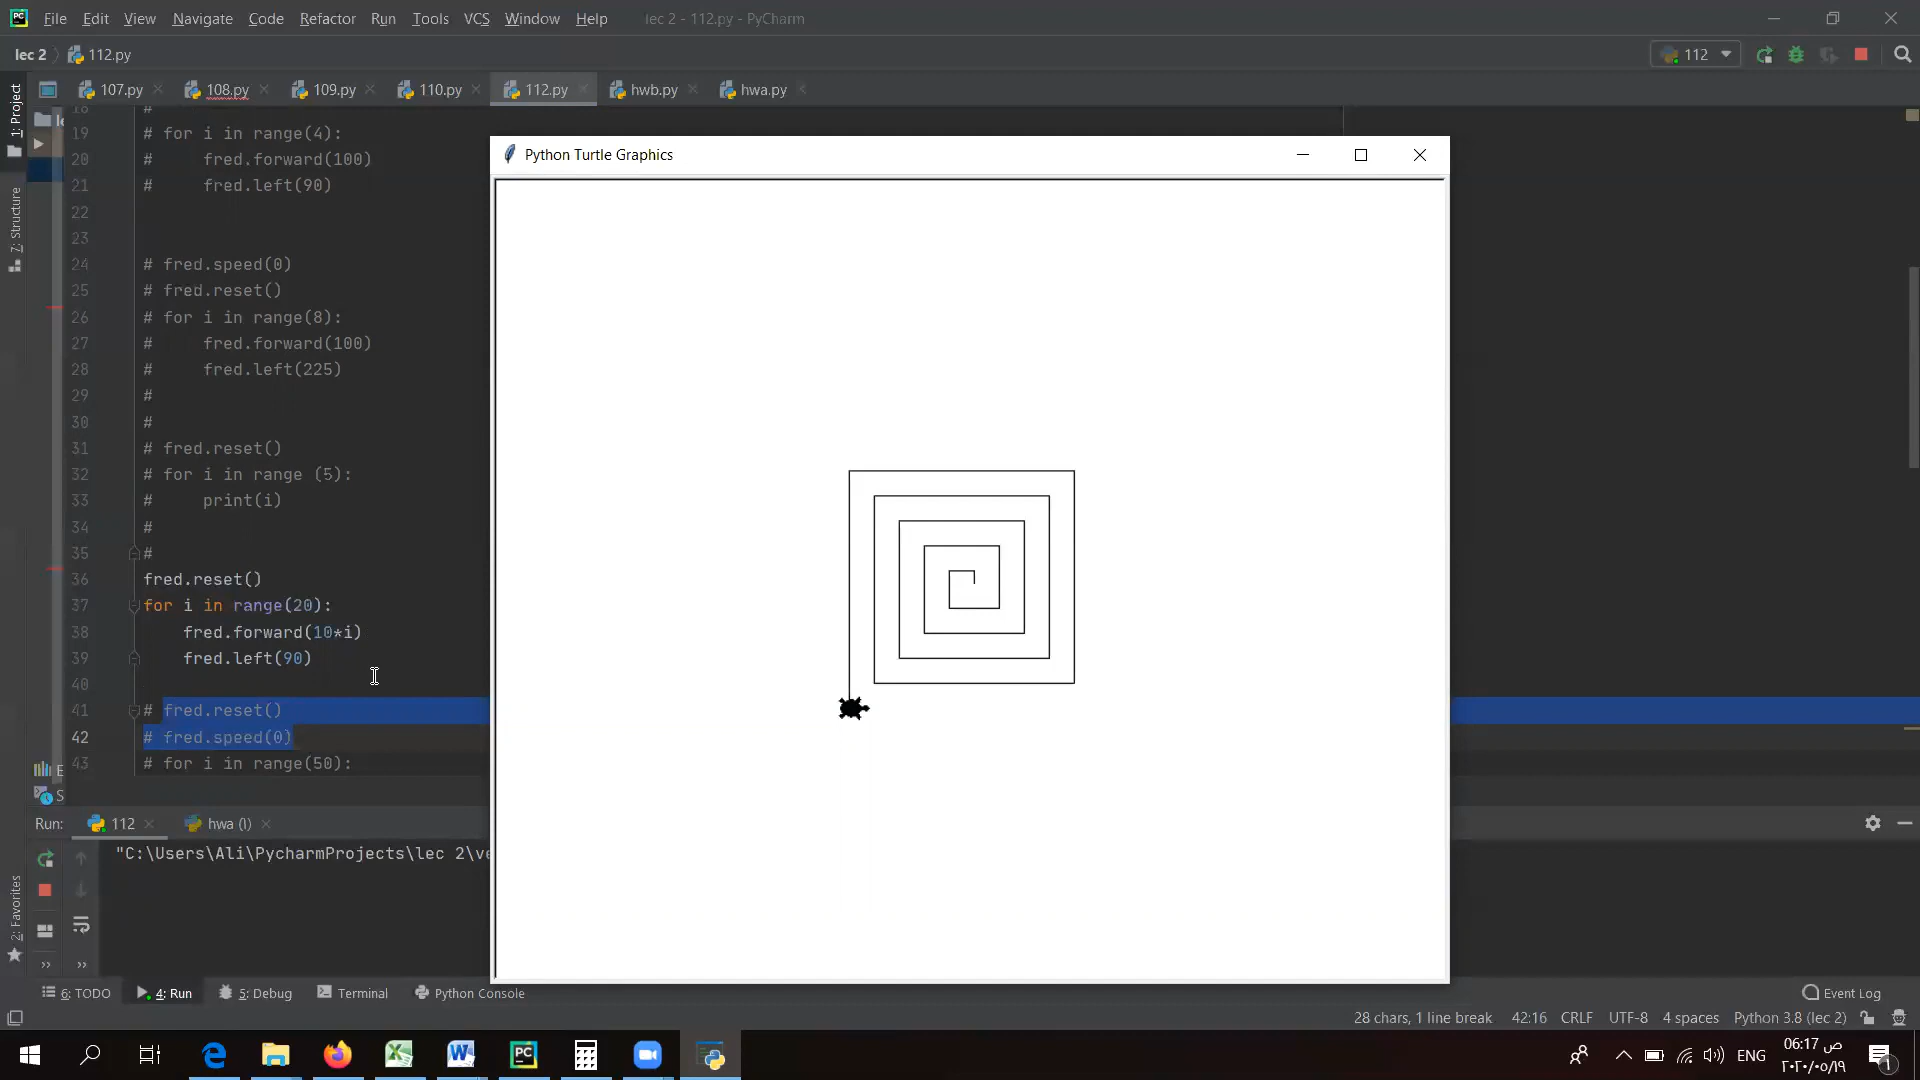 File Edit View Navigate Code Refactor Run Tools VCS Window Help lec 2 - 112.py - PyCharm
lec 2 112.py 112
107.py 108.py 109.py 110.py 112.py hwb.py hwa.py
1: Project
7: Structure
2: Favorites
18 #
19 # for i in range(4):
20 #     fred.forward(100)
21 #     fred.left(90)
22
23
24 # fred.speed(0)
25 # fred.reset()
26 # for i in range(8):
27 #     fred.forward(100)
28 #     fred.left(225)
29 #
30 #
31 # fred.reset()
32 # for i in range (5):
33 #     print(i)
34 #
35 #
36 fred.reset()
37 for i in range(20):
38     fred.forward(10*i)
39     fred.left(90)
40
41 # fred.reset()
42 # fred.speed(0)
43 # for i in range(50):
Python Turtle Graphics
Run: 112 hwa (1)
"C:\Users\Ali\PycharmProjects\lec 2\ve
6: TODO 4: Run 5: Debug Terminal Python Console Event Log
28 chars, 1 line break 42:16 CRLF UTF-8 4 spaces Python 3.8 (lec 2)
ENG
06:17 ص
٢٠٢٠/٠٥/١٩